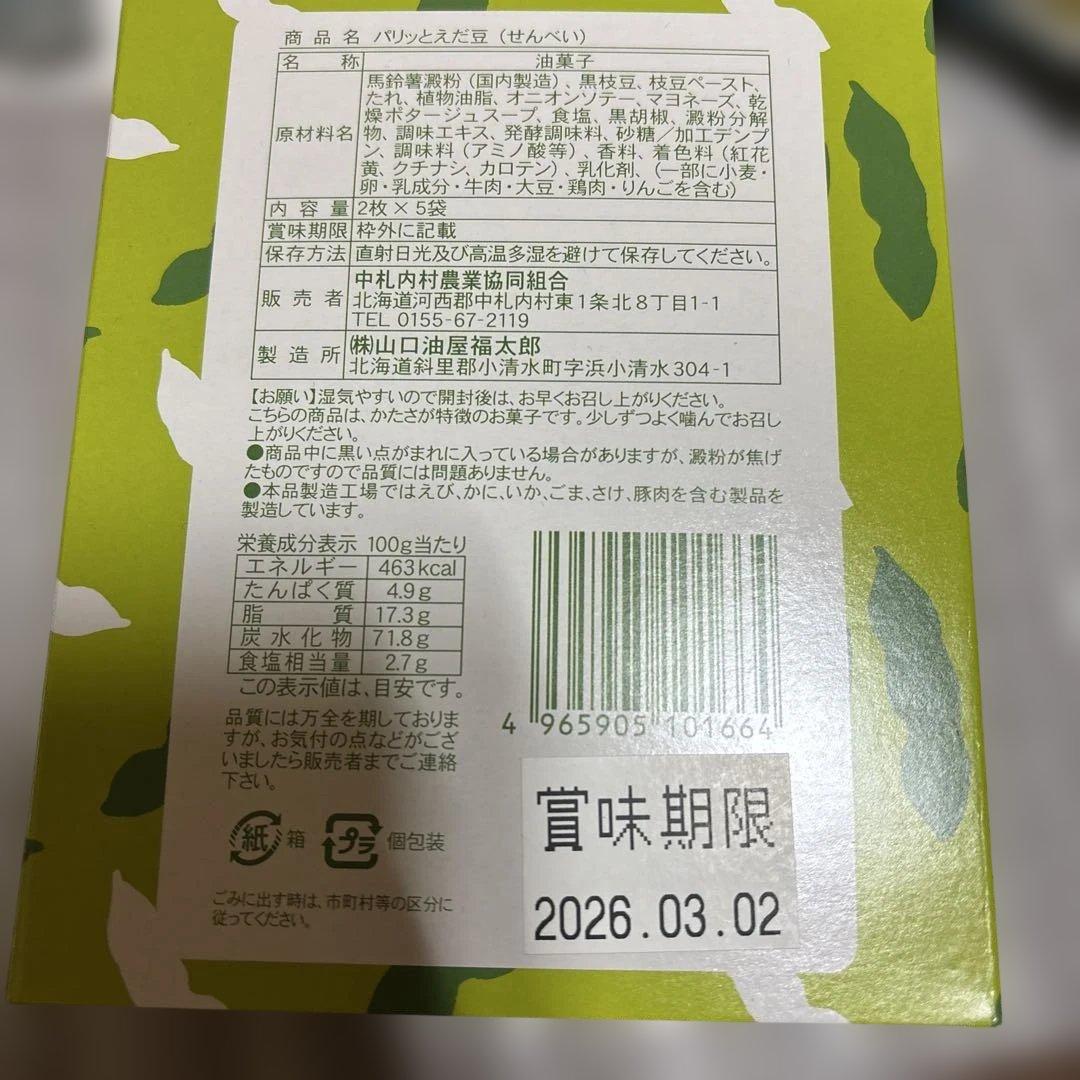 商品名 パリッとえだ豆（せんべい）
名称 油菓子
原材料名
馬鈴薯澱粉（国内製造）、黒枝豆、枝豆ペースト、
たれ、植物油脂、オニオンソテー、マヨネーズ、乾
燥ポタージュスープ、食塩、黒胡椒、澱粉分解
物、調味エキス、発酵調味料、砂糖／加工デンプ
ン、調味料（アミノ酸等）、香料、着色料（紅花
黄、クチナシ、カロテン）、乳化剤、（一部に小麦・
卵・乳成分・牛肉・大豆・鶏肉・りんごを含む）
内容量 2枚×5袋
賞味期限 枠外に記載
保存方法 直射日光及び高温多湿を避けて保存してください。
販売者
中札内村農業協同組合
北海道河西郡中札内村東1条北8丁目1-1
TEL 0155-67-2119
製造所
㈱山口油屋福太郎
北海道斜里郡小清水町字浜小清水304-1
【お願い】湿気やすいので開封後は、お早くお召し上がりください。
こちらの商品は、かたさが特徴のお菓子です。少しずつよく噛んでお召し
上がりください。
●商品中に黒い点がまれに入っている場合がありますが、澱粉が焦げ
たものですので品質には問題ありません。
●本品製造工場ではえび、かに、いか、ごま、さけ、豚肉を含む製品を
製造しています。
栄養成分表示 100g当たり
エネルギー 463kcal
たんぱく質 4.9g
脂質 17.3g
炭水化物 71.8g
食塩相当量 2.7g
この表示値は、目安です。
品質には万全を期しておりま
すが、お気付の点などがござ
いましたら販売者までご連絡
下さい。
紙 箱 プラ 個包装
ごみに出す時は、市町村等の区分に
従ってください。
4 965905 101664
賞味期限
2026.03.02